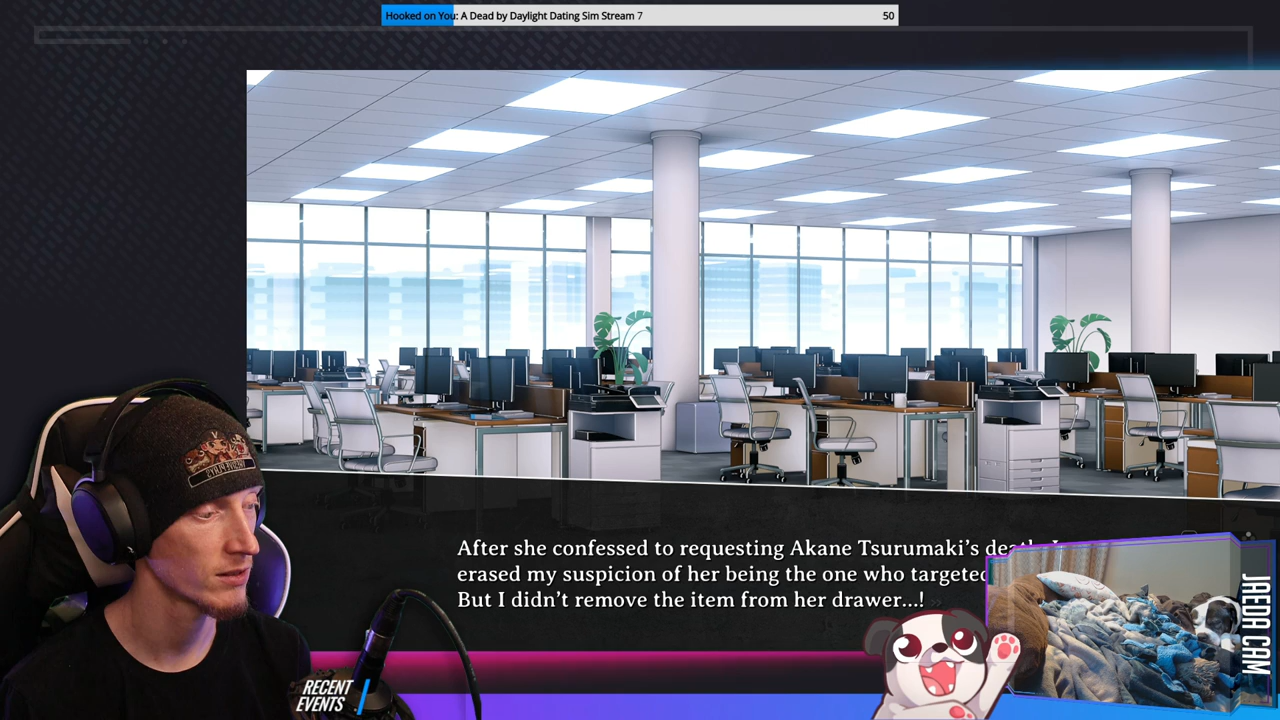 Hooked on You: A Dead by Daylight Dating Sim Stream 7
50
After she confessed to requesting Akane Tsurumaki's death, I
erased my suspicion of her being the one who targeted
But I didn't remove the item from her drawer...!
JREDA CAM
RECENT
EVENTS